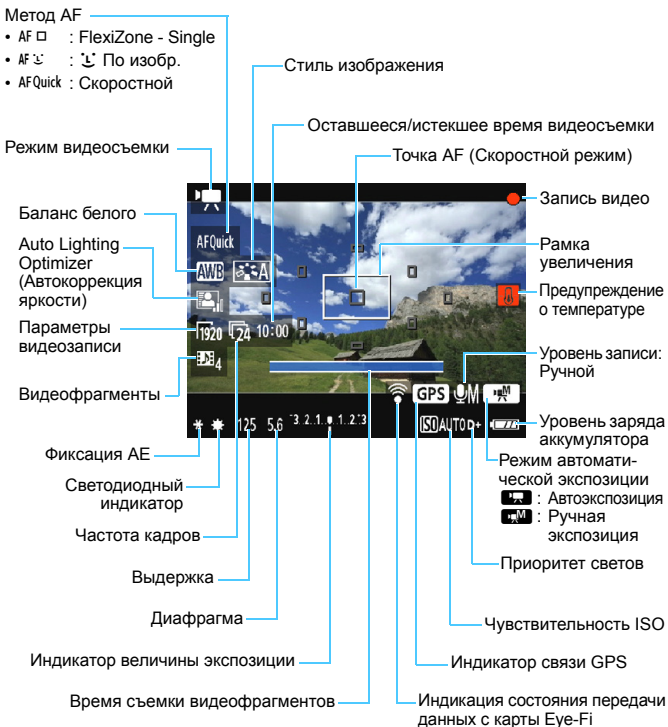 Метод AF
• AF □ : FlexiZone - Single
• AF : По изобр.
• AFQuick : Скоростной
Стиль изображения
Оставшееся/истекшее время видеосъемки
Режим видеосъемки
Точка AF (Скоростной режим)
Запись видео
Баланс белого
Auto Lighting
Optimizer
(Автокоррекция
яркости)
Рамка
увеличения
Предупреждение
о температуре
Параметры
видеозаписи
Уровень записи:
Ручной
Видеофрагменты
AFQuick
AWB
A
1920 24 10:00
4
GPS M M
125 5.6 -3..2..1..0..1..2.:3 ISO AUTO D+
Уровень заряда
аккумулятора
Фиксация AE
Режим автомати-
ческой экспозиции
: Автоэкспозиция
M : Ручная
экспозиция
Светодиодный
индикатор
Частота кадров
Приоритет светов
Выдержка
Диафрагма
Чувствительность ISO
Индикатор величины экспозиции
Индикатор связи GPS
Время съемки видеофрагментов
Индикация состояния передачи
данных с карты Eye-Fi